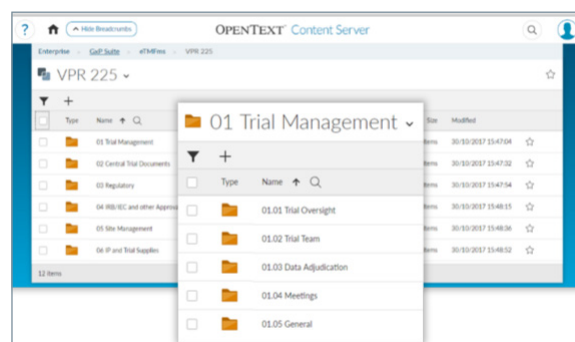 ? Hide Breadcrumbs OPENTEXT Content Server
Enterprise GxP Suite eTMFres VPR 225
VPR 225
Type Name Size Modified
01 Trial Management Items 30/10/2017 15:47:04
02 Central Trial Documents Items 30/10/2017 15:47:32
03 Regulatory Items 30/10/2017 15:47:54
04 IRB/IEC and other Approva Items 30/10/2017 15:48:15
05 Site Management Items 30/10/2017 15:48:36
06 IP and Trial Supplies Items 30/10/2017 15:48:52
12 Items
01 Trial Management
Type Name
01.01 Trial Oversight
01.02 Trial Team
01.03 Data Adjudication
01.04 Meetings
01.05 General